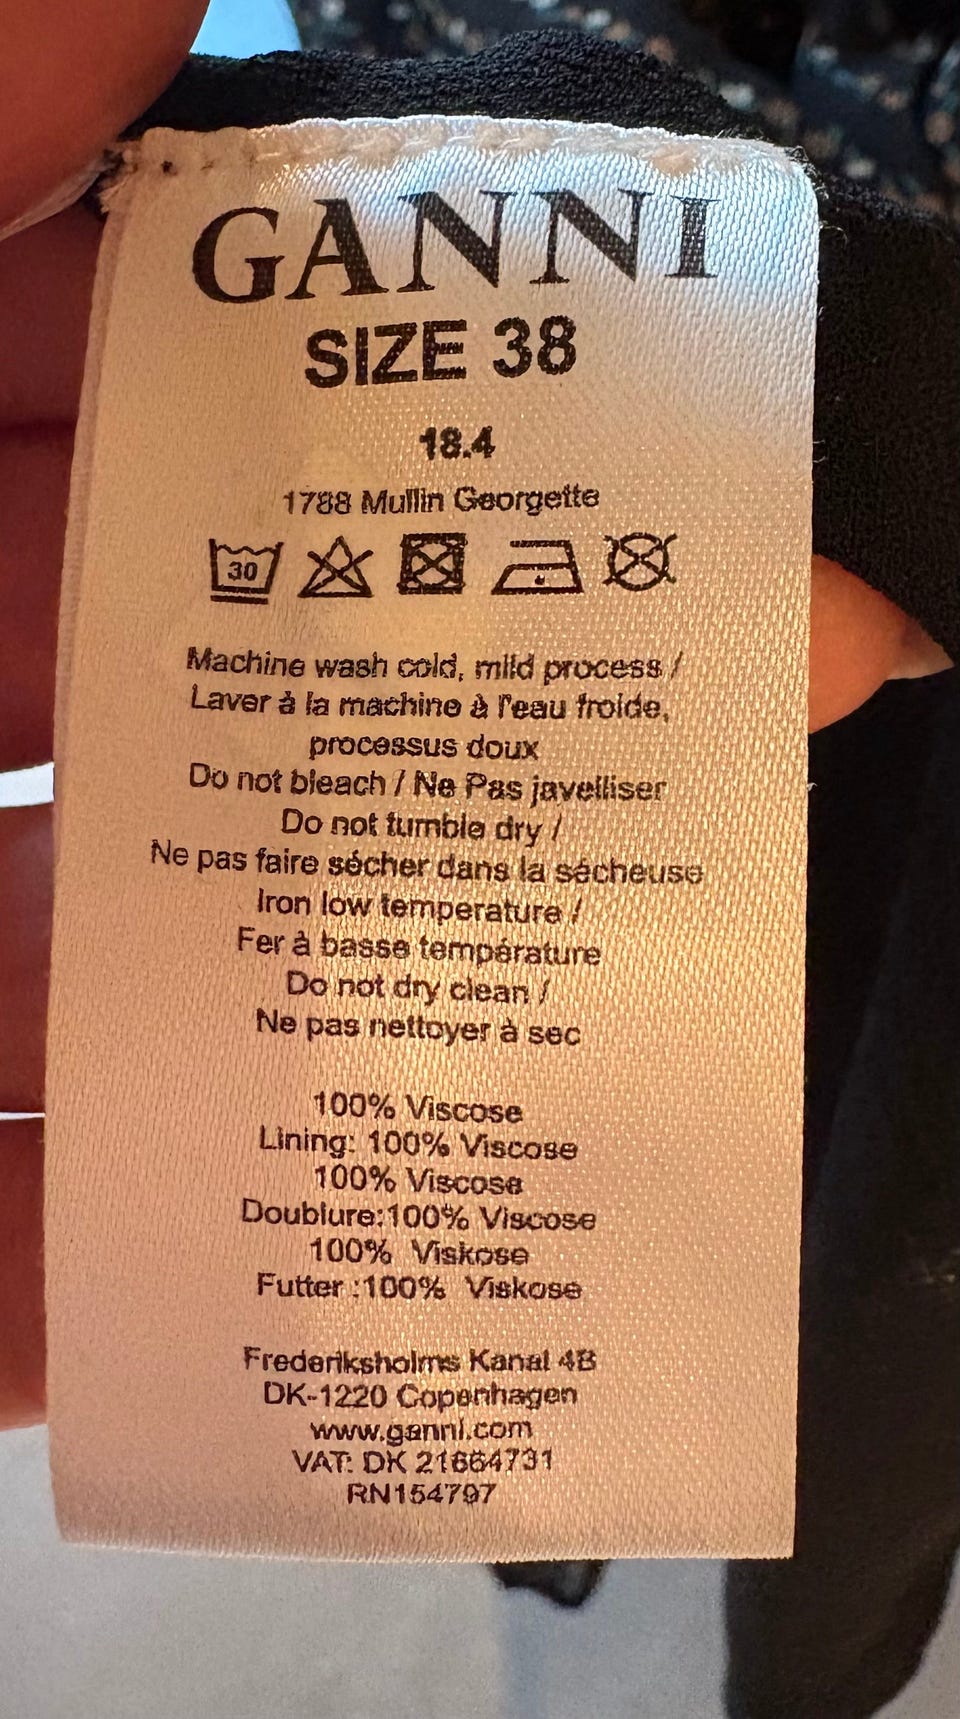 GANNI
SIZE 38
18.4
1788 Mullin Georgette
30
Machine wash cold, mild process /
Laver à la machine à l'eau froide,
processus doux
Do not bleach / Ne Pas javelliser
Do not tumble dry /
Ne pas faire sécher dans la sécheuse
Iron low temperature /
Fer à basse température
Do not dry clean /
Ne pas nettoyer à sec
100% Viscose
Lining: 100% Viscose
100% Viscose
Doublure:100% Viscose
100% Viskose
Futter :100% Viskose
Frederiksholms Kanal 4B
DK-1220 Copenhagen
www.ganni.com
VAT: DK 21664731
RN154797